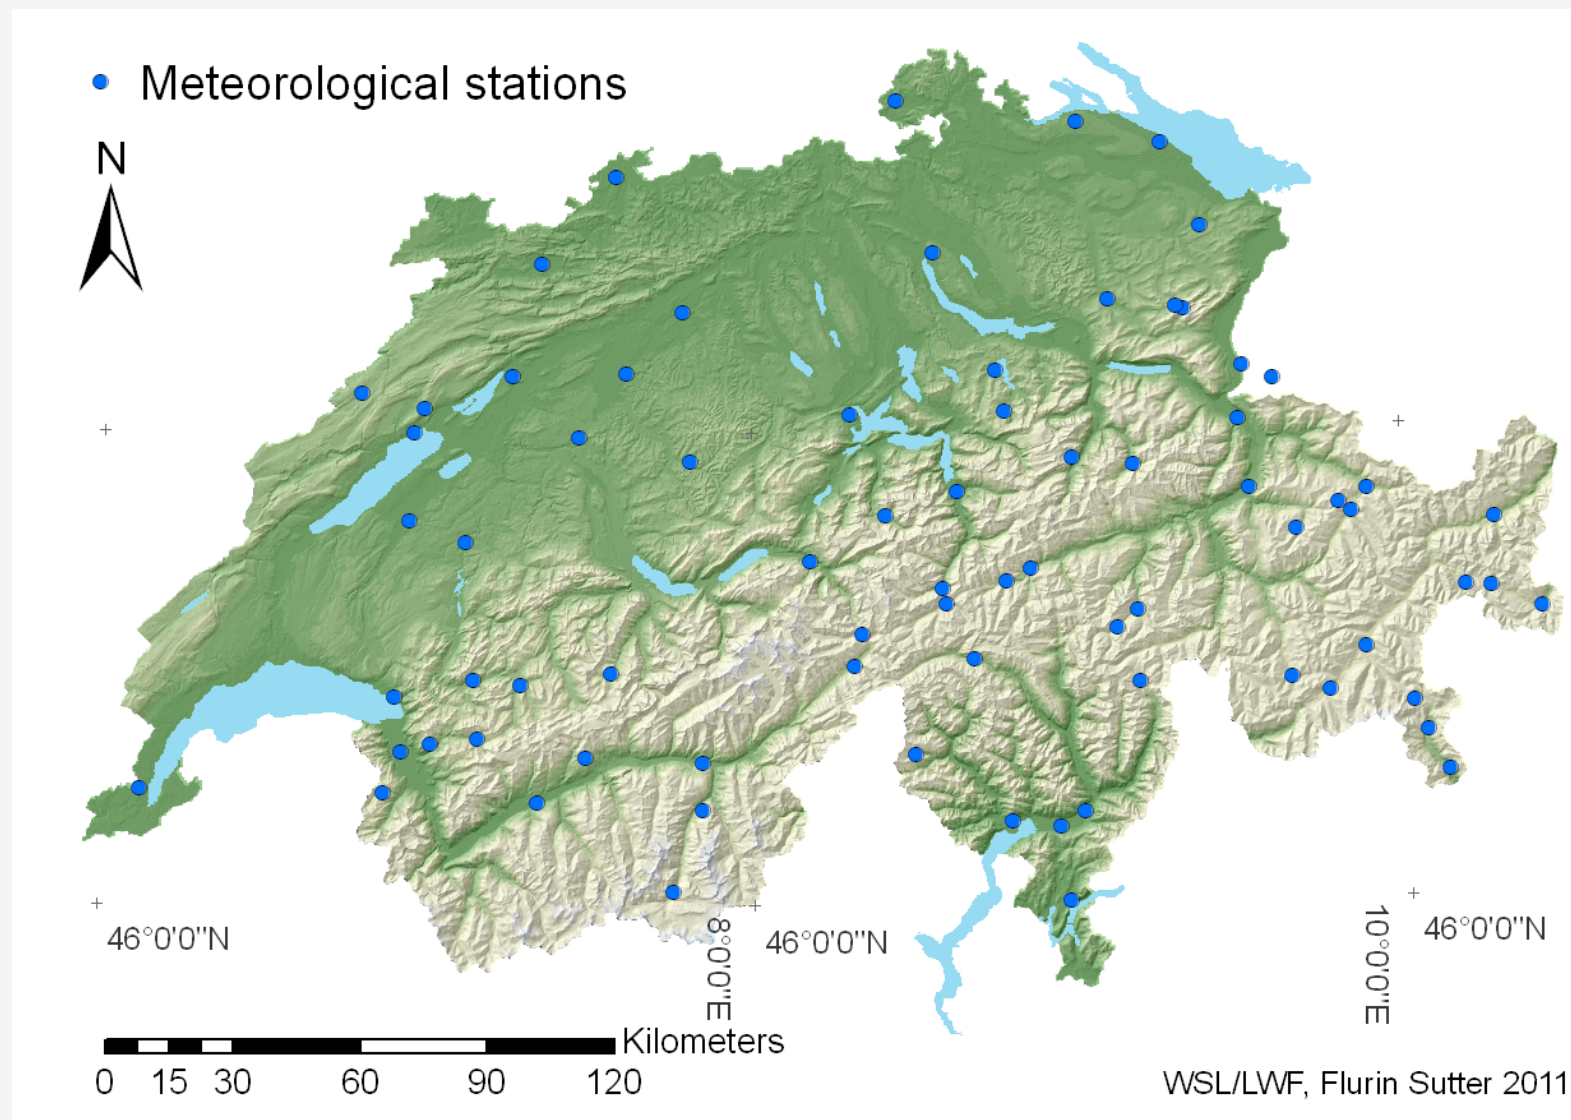 Meteorological stations
N
46°0'0"N
8°0'0"E
46°0'0"N
10°0'0"E
46°0'0"N
Kilometers
0 15 30 60 90 120
WSL/LWF, Flurin Sutter 2011